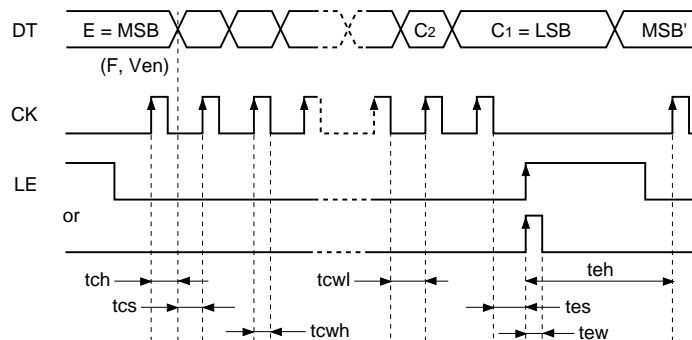 DT E = MSB C2 C1 = LSB MSB'
(F, Ven)
CK
LE
or
tch tcwl teh
tcs tes
tcwh tew